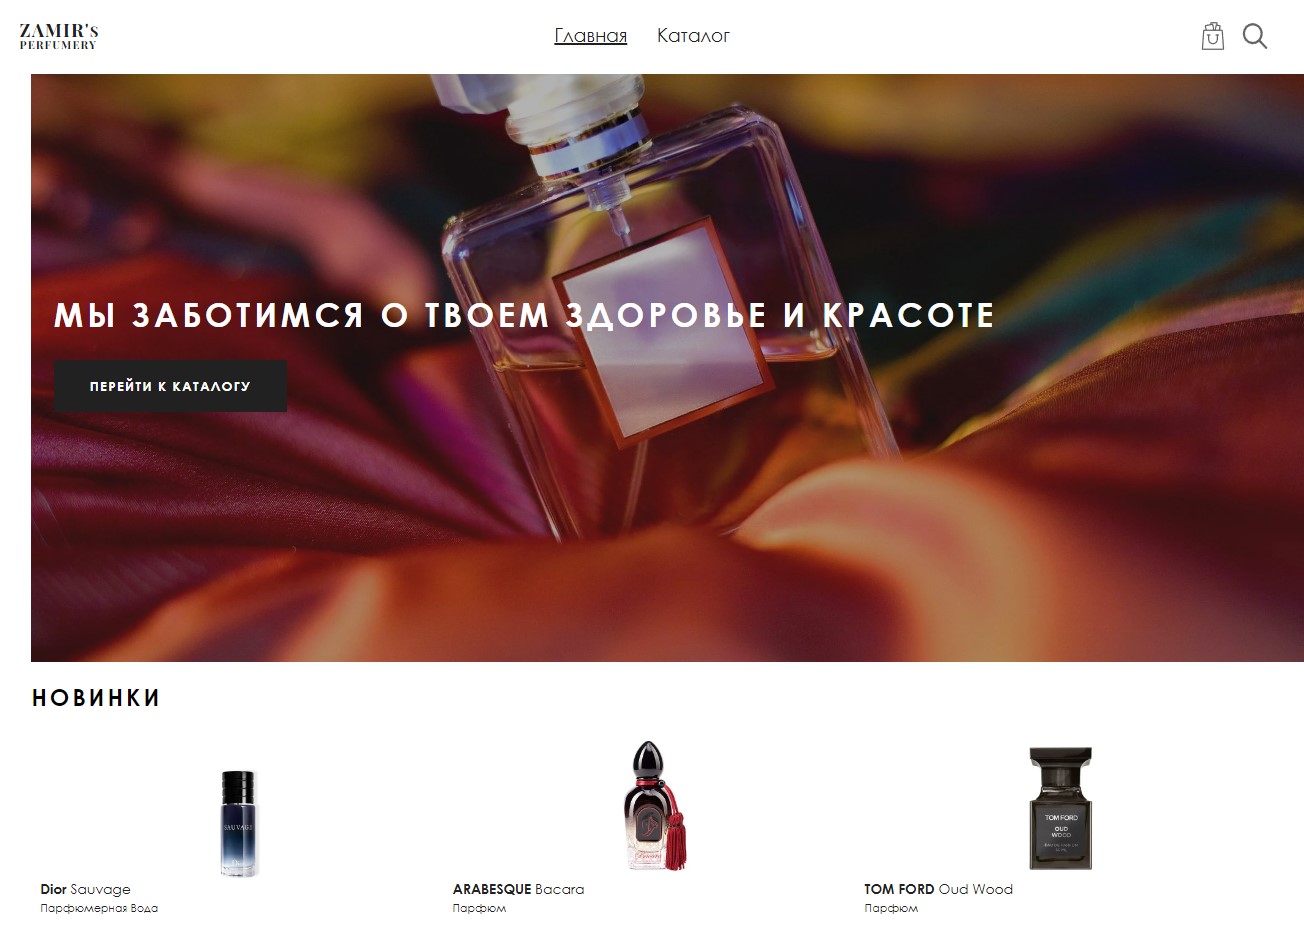 ZAMIR's
PERFUMERY
Главная
Каталог
МЫ ЗАБОТИМСЯ О ТВОЕМ ЗДОРОВЬЕ И КРАСОТЕ
ПЕРЕЙТИ К КАТАЛОГУ
НОВИНКИ
SAUVAGE
TOM FORD
OUD
WOOD
Dior Sauvage
Парфюмерная Вода
ARABESQUE Bacara
Парфюм
TOM FORD Oud Wood
Парфюм